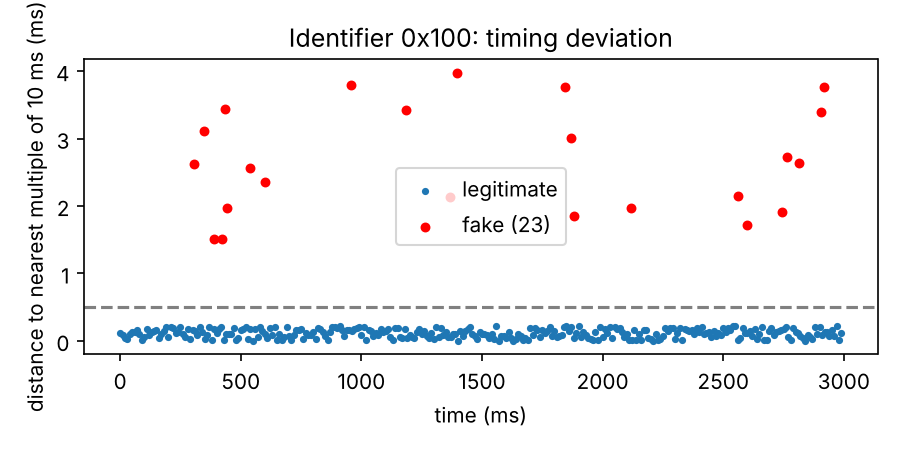 Identifier 0x100: timing deviation
distance to nearest multiple of 10 ms (ms)
4
3
2
1
0
legitimate
fake (23)
0 500 1000 1500 2000 2500 3000
time (ms)